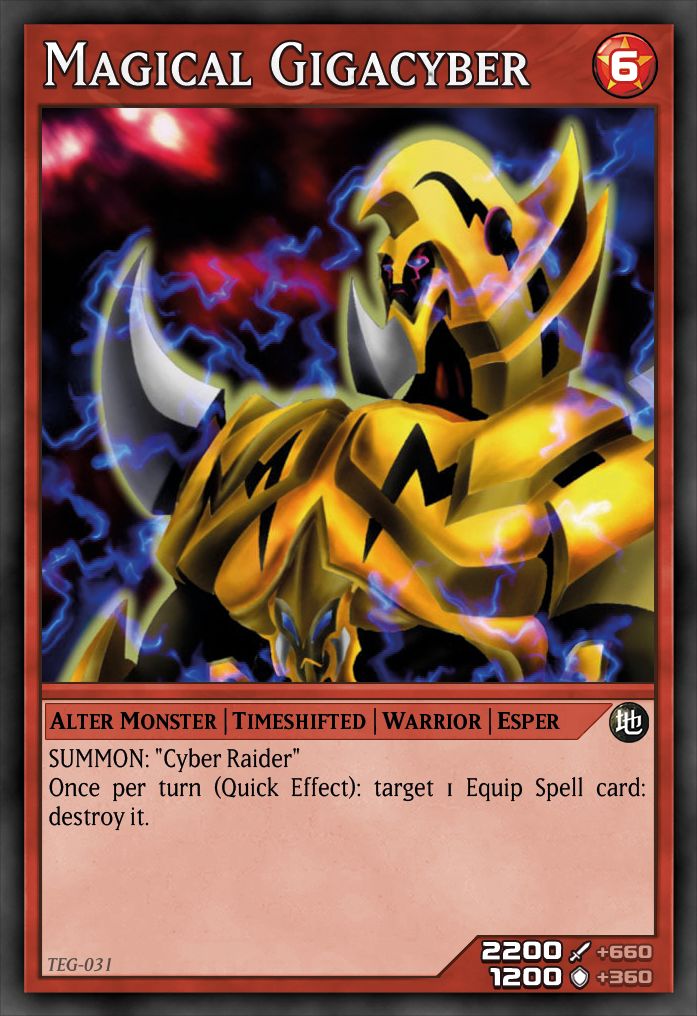 Magical Gigacyber
6
Alter Monster | Timeshifted | Warrior | Esper
SUMMON: "Cyber Raider"
Once per turn (Quick Effect): target 1 Equip Spell card:
destroy it.
TEG-031
2200 +660
1200 +360